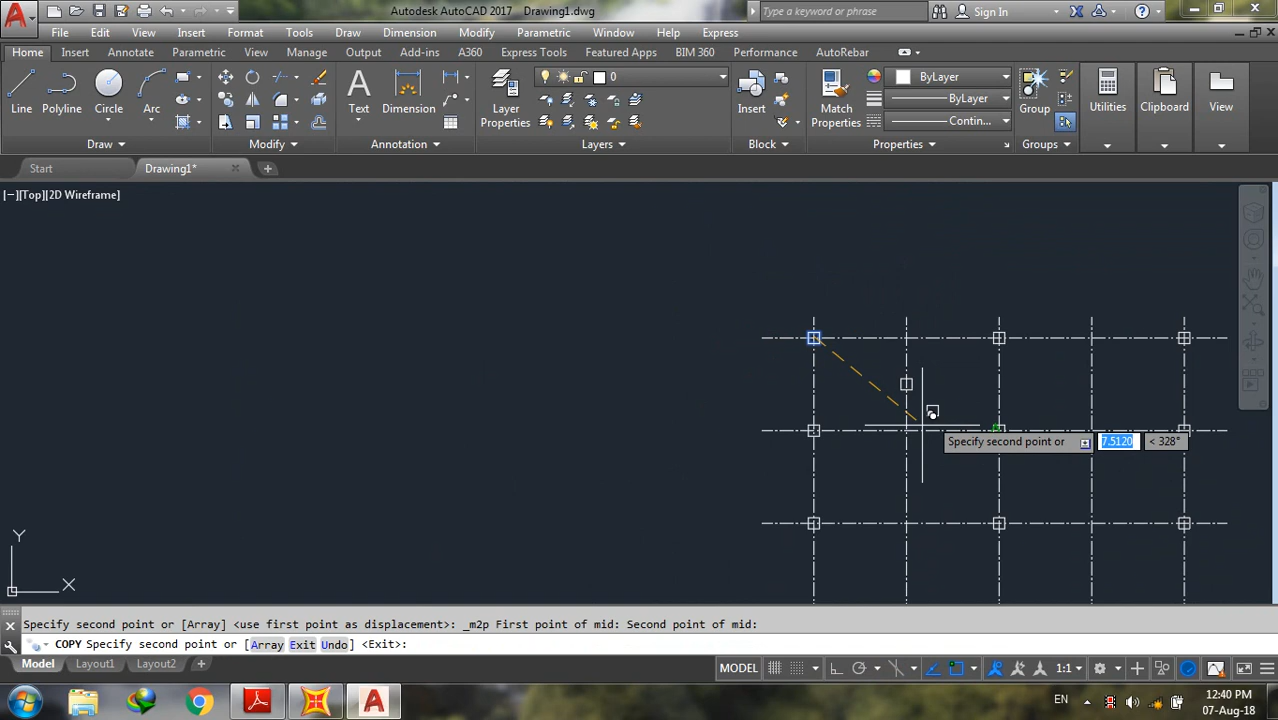 Autodesk AutoCAD 2017 Drawing1.dwg
Type a keyword or phrase
Sign In
File Edit View Insert Format Tools Draw Dimension Modify Parametric Window Help Express
Home Insert Annotate Parametric View Manage Output Add-ins A360 Express Tools Featured Apps BIM 360 Performance AutoRebar
Line Polyline Circle Arc
Text Dimension
Layer Properties
0
Insert
Match Properties
ByLayer
ByLayer
Contin...
Group
Utilities
Clipboard
View
Draw Modify Annotation Layers Block Properties Groups
Start Drawing1*
[−][Top][2D Wireframe]
Specify second point or 7.5120 < 328°
Y
X
Specify second point or [Array] <use first point as displacement>: _m2p First point of mid: Second point of mid:
COPY Specify second point or [Array Exit Undo] <Exit>:
Model Layout1 Layout2
MODEL 1:1
EN
12:40 PM
07-Aug-18